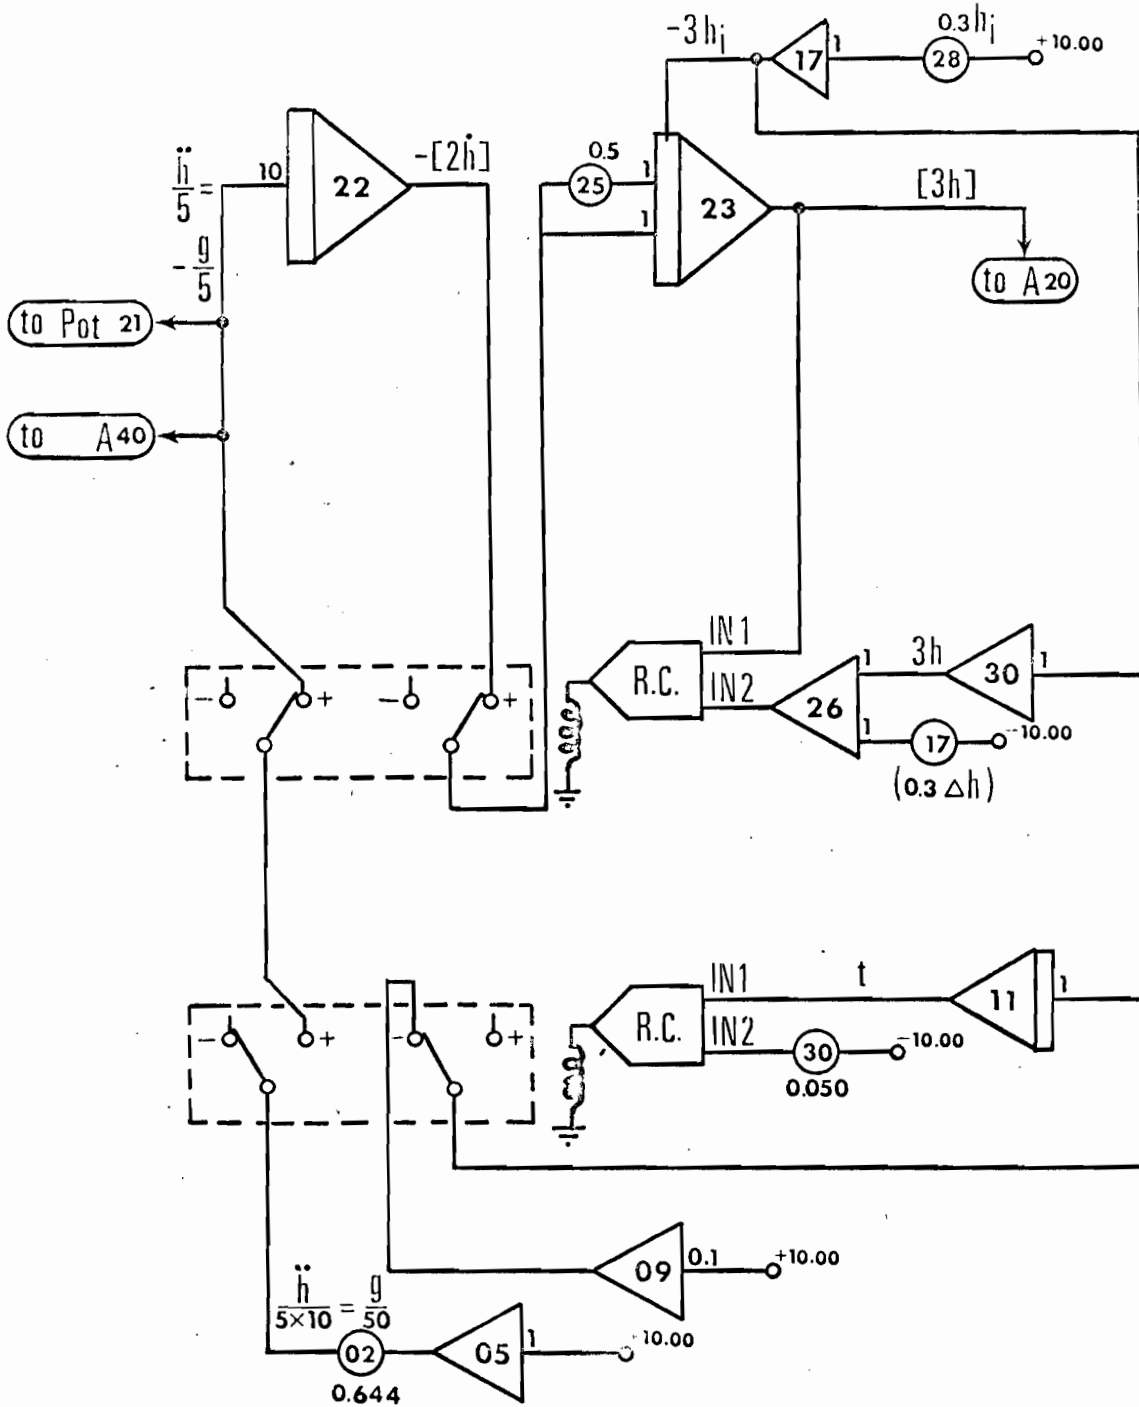 -3hi
17
1
0.3hi
28
+10.00
ḧ/5 =
-g/5
10
22
-[2ḣ]
0.5
25
1
1
23
[3h]
to A20
to Pot 21
to A40
- + - +
R.C.
IN1
IN2
26
1
3h
30
1
1
17
-10.00
(0.3 △h)
- + - +
R.C.
IN1
IN2
t
11
1
30
-10.00
0.050
09
0.1
+10.00
ḧ/5×10 = g/50
02
0.644
05
1
10.00